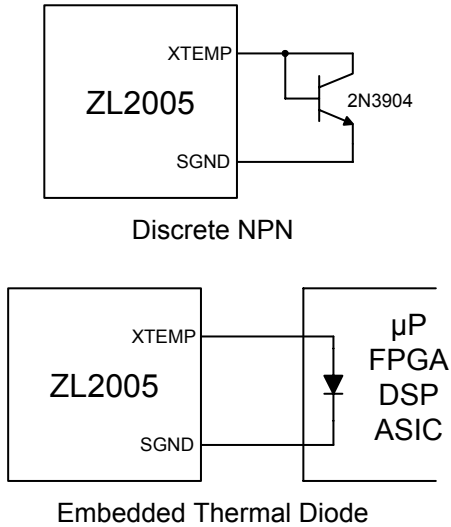 XTEMP
ZL2005
2N3904
SGND
Discrete NPN
XTEMP
ZL2005
SGND
µP
FPGA
DSP
ASIC
Embedded Thermal Diode